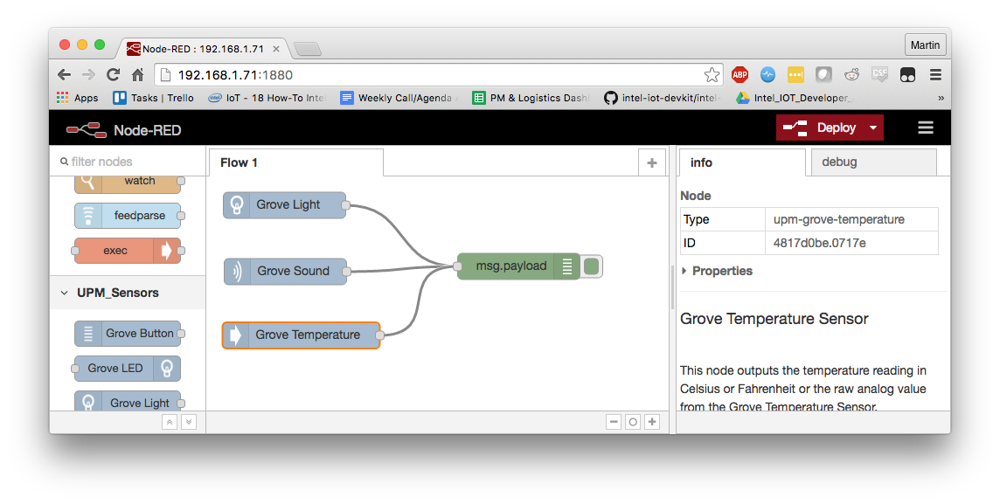 Node-RED : 192.168.1.71
Martin
192.168.1.71:1880
ABP
CSS
Apps
Tasks | Trello
IoT - 18 How-To Intel
Weekly Call/Agenda
PM & Logistics Dash
intel-iot-devkit/intel-
Intel_IOT_Developer_
»
Node-RED
Deploy
filter nodes
Flow 1
info
debug
watch
feedparse
exec
UPM_Sensors
Grove Button
Grove LED
Grove Light
Grove Light
Grove Sound
Grove Temperature
msg.payload
Node
Type upm-grove-temperature
ID 4817d0be.0717e
Properties
Grove Temperature Sensor
This node outputs the temperature reading in
Celsius or Fahrenheit or the raw analog value
from the Grove Temperature Sensor.